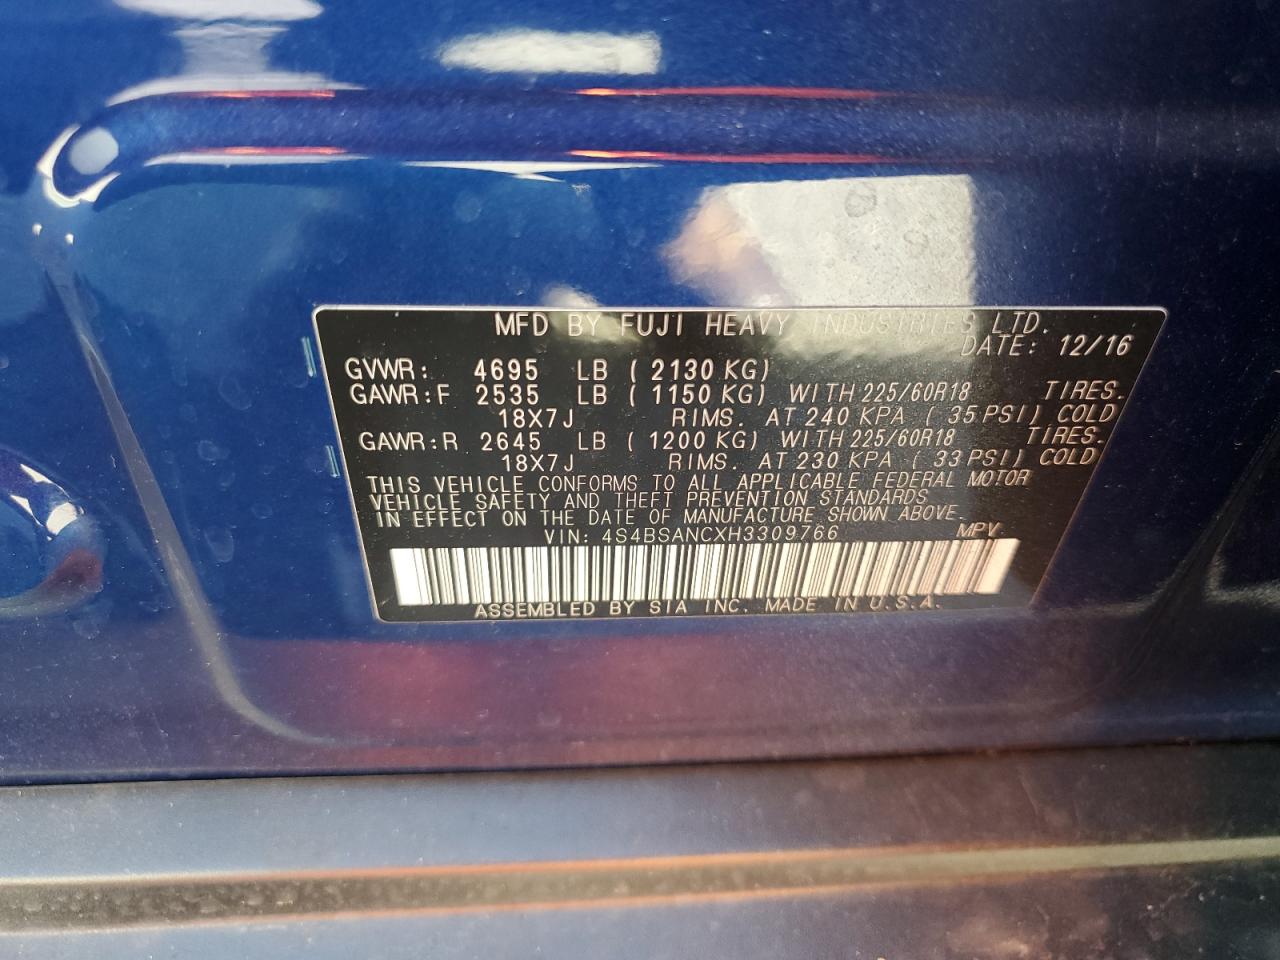 MFD BY FUJI HEAVY INDUSTRIES LTD.
DATE: 12/16
GVWR: 4695 LB ( 2130 KG)
GAWR:F 2535 LB ( 1150 KG) WITH 225/60R18 TIRES.
18X7J RIMS. AT 240 KPA ( 35 PSI) COLD
GAWR:R 2645 LB ( 1200 KG) WITH 225/60R18 TIRES.
18X7J RIMS. AT 230 KPA ( 33 PSI) COLD
THIS VEHICLE CONFORMS TO ALL APPLICABLE FEDERAL MOTOR
VEHICLE SAFETY AND THEFT PREVENTION STANDARDS
IN EFFECT ON THE DATE OF MANUFACTURE SHOWN ABOVE.
VIN: 4S4BSANCXH3309766 MPV
ASSEMBLED BY SIA INC. MADE IN U.S.A.